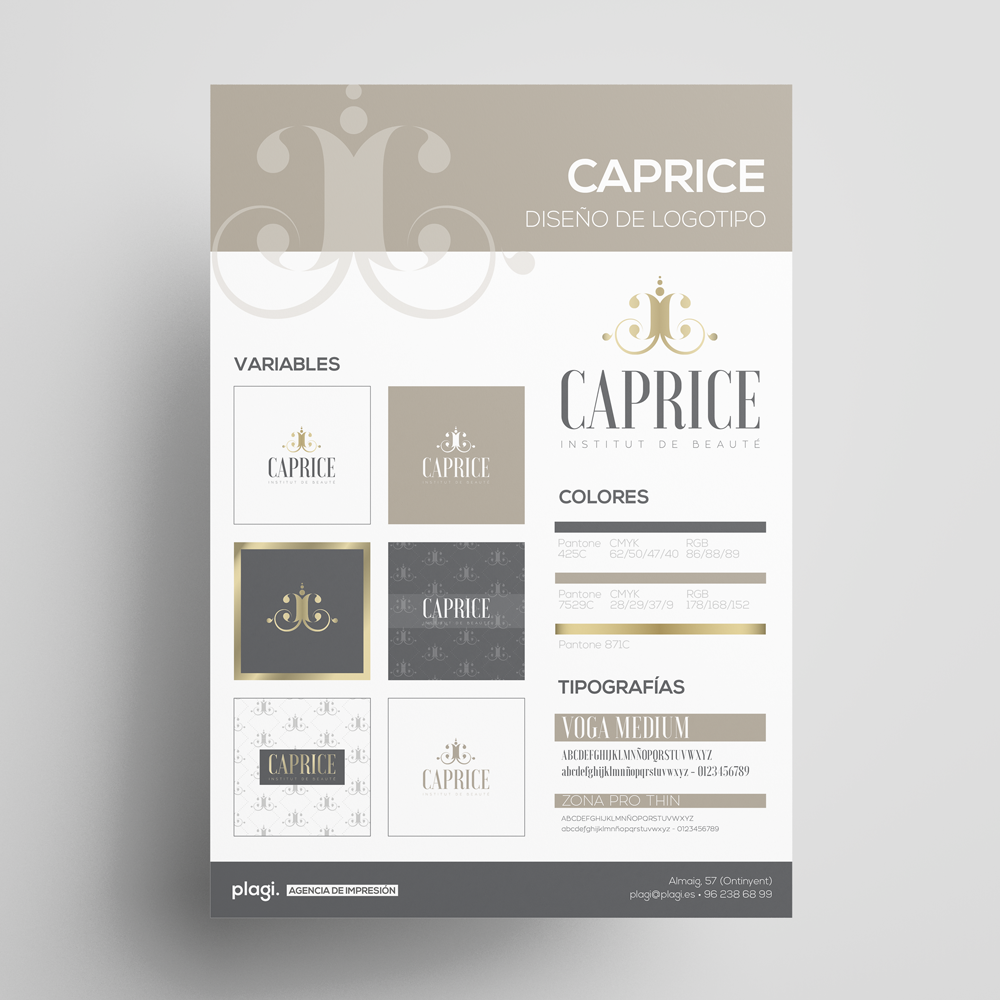 CAPRICE
DISEÑO DE LOGOTIPO
VARIABLES
CAPRICE
INSTITUT DE BEAUTÉ
CAPRICE
INSTITUT DE BEAUTÉ
CAPRICE
INSTITUT DE BEAUTÉ
CAPRICE
INSTITUT DE BEAUTÉ
CAPRICE
INSTITUT DE BEAUTÉ
CAPRICE
INSTITUT DE BEAUTÉ
COLORES
Pantone CMYK RGB
425C 62/50/47/40 86/88/89
Pantone CMYK RGB
7529C 28/29/37/9 178/168/152
Pantone 871C
TIPOGRAFÍAS
VOGA MEDIUM
ABCDEFGHIJKLMNÑOPQRSTUVWXYZ
abcdefghijklmnñopqrstuvwxyz - 0123456789
ZONA PRO THIN
ABCDEFGHIJKLMNÑOPQRSTUVWXYZ
abcdefghijklmnñopqrstuvwxyz - 0123456789
plagi. AGENCIA DE IMPRESIÓN
Almaig, 57 (Ontinyent)
plagi@plagi.es • 96 238 68 99